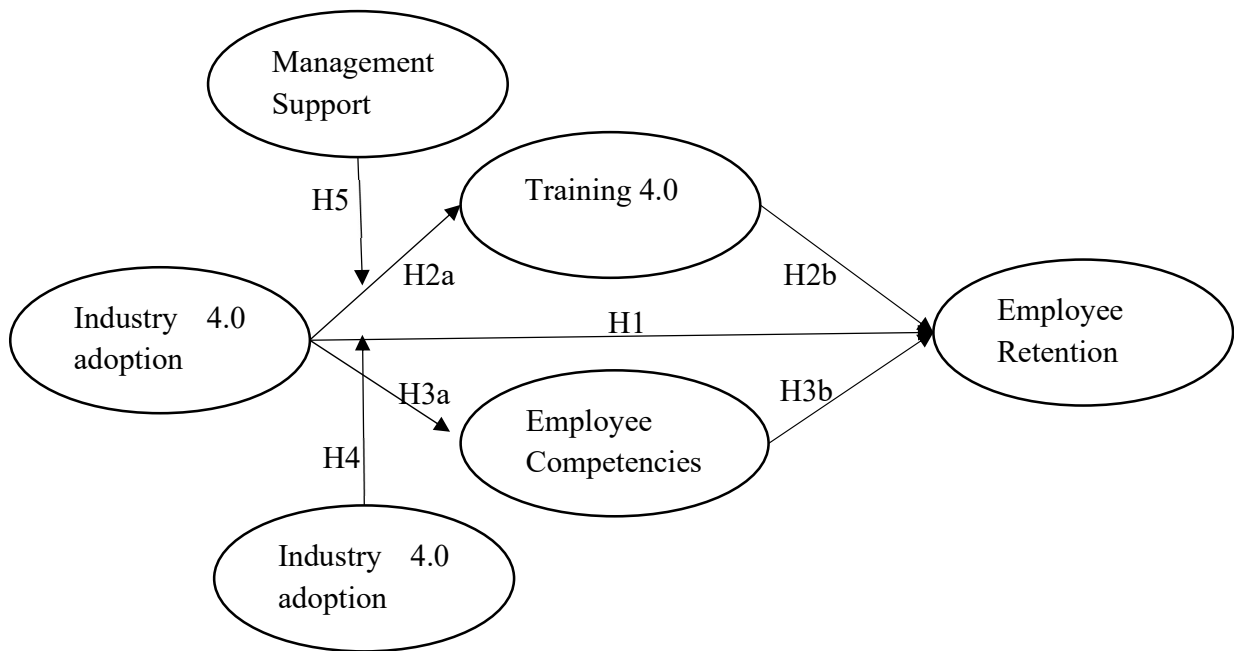 Management
Support
H5
Training 4.0
H2a
H2b
Industry 4.0
adoption
H1
Employee
Retention
H3a
H3b
Employee
Competencies
H4
Industry 4.0
adoption